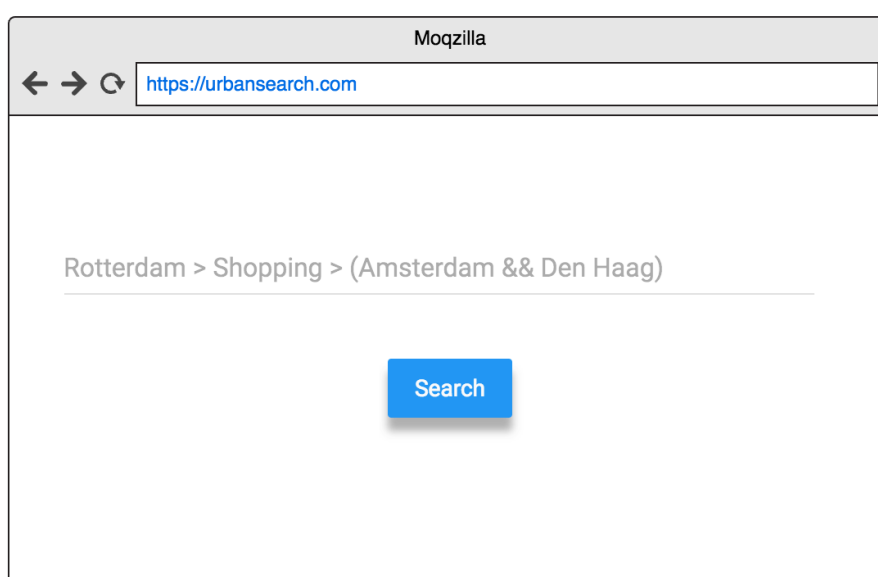 Moqzilla
https://urbansearch.com
Rotterdam > Shopping > (Amsterdam && Den Haag)
Search